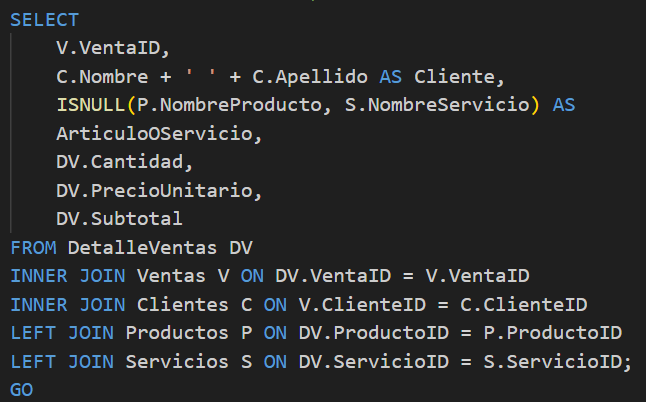 SELECT
V.VentaID,
C.Nombre + ' ' + C.Apellido AS Cliente,
ISNULL(P.NombreProducto, S.NombreServicio) AS
ArticuloOServicio,
DV.Cantidad,
DV.PrecioUnitario,
DV.Subtotal
FROM DetalleVentas DV
INNER JOIN Ventas V ON DV.VentaID = V.VentaID
INNER JOIN Clientes C ON V.ClienteID = C.ClienteID
LEFT JOIN Productos P ON DV.ProductoID = P.ProductoID
LEFT JOIN Servicios S ON DV.ServicioID = S.ServicioID;
GO